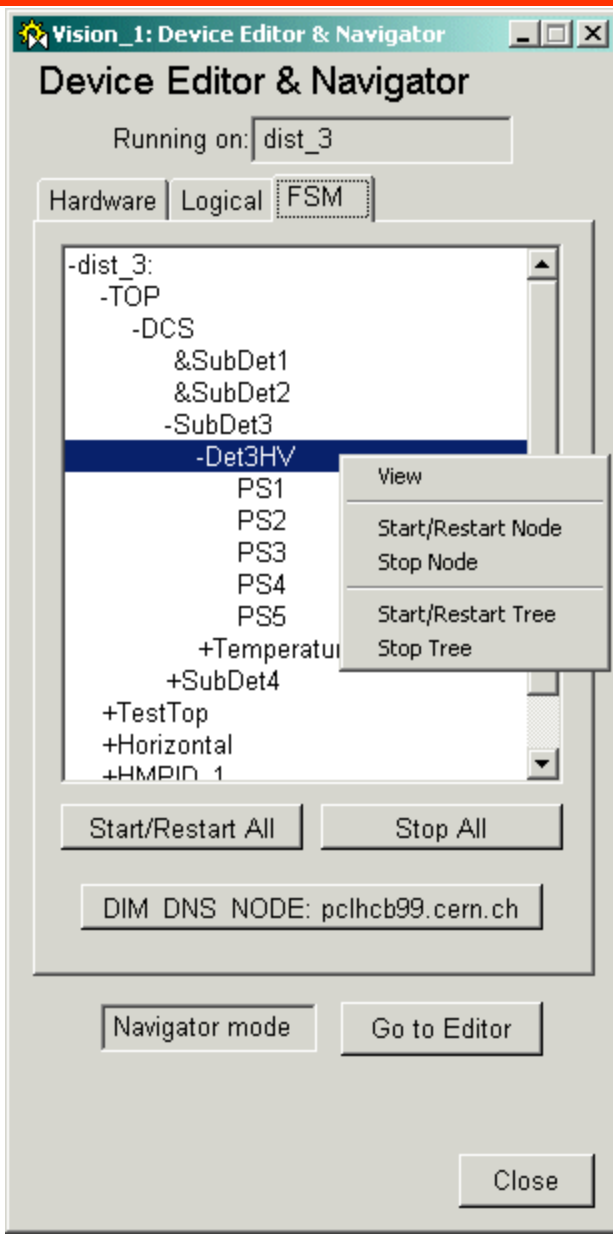 Vision_1: Device Editor & Navigator
Device Editor & Navigator
Running on: dist_3
Hardware Logical FSM
-dist_3:
-TOP
-DCS
&SubDet1
&SubDet2
-SubDet3
-Det3HV
PS1
PS2
PS3
PS4
PS5
+Temperatu
+SubDet4
+TestTop
+Horizontal
+HMPID_1
View
Start/Restart Node
Stop Node
Start/Restart Tree
Stop Tree
Start/Restart All Stop All
DIM DNS NODE: pclhcb99.cern.ch
Navigator mode Go to Editor
Close